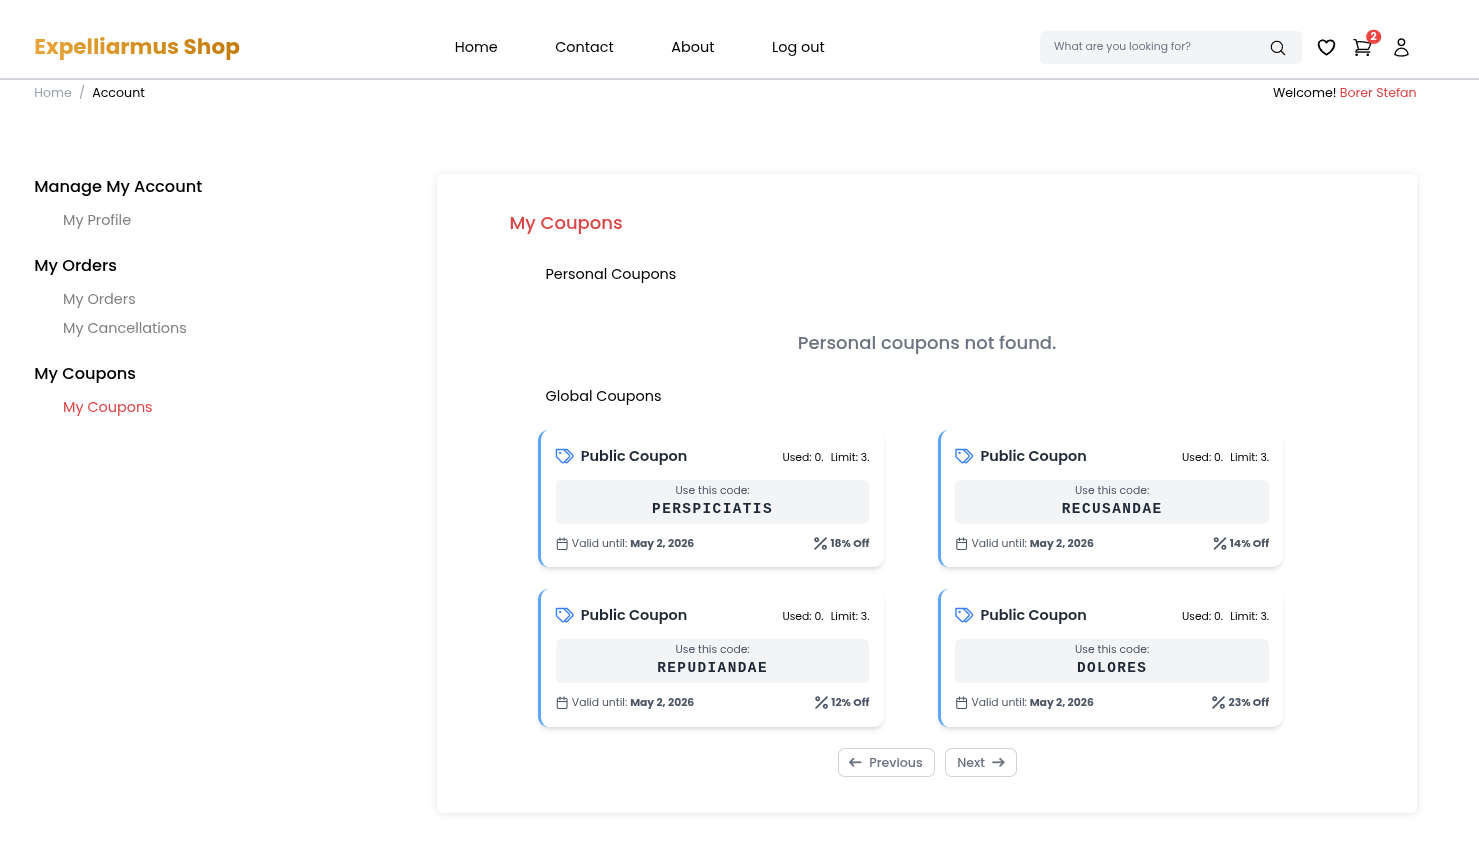 Expelliarmus Shop
Home Contact About Log out
What are you looking for?
2
Home / Account
Welcome! Borer Stefan
Manage My Account
My Profile
My Orders
My Orders
My Cancellations
My Coupons
My Coupons
My Coupons
Personal Coupons
Personal coupons not found.
Global Coupons
Public Coupon Used: 0. Limit: 3.
Use this code:
PERSPICIATIS
Valid until: May 2, 2026 18% Off
Public Coupon Used: 0. Limit: 3.
Use this code:
RECUSANDAE
Valid until: May 2, 2026 14% Off
Public Coupon Used: 0. Limit: 3.
Use this code:
REPUDIANDAE
Valid until: May 2, 2026 12% Off
Public Coupon Used: 0. Limit: 3.
Use this code:
DOLORES
Valid until: May 2, 2026 23% Off
Previous Next